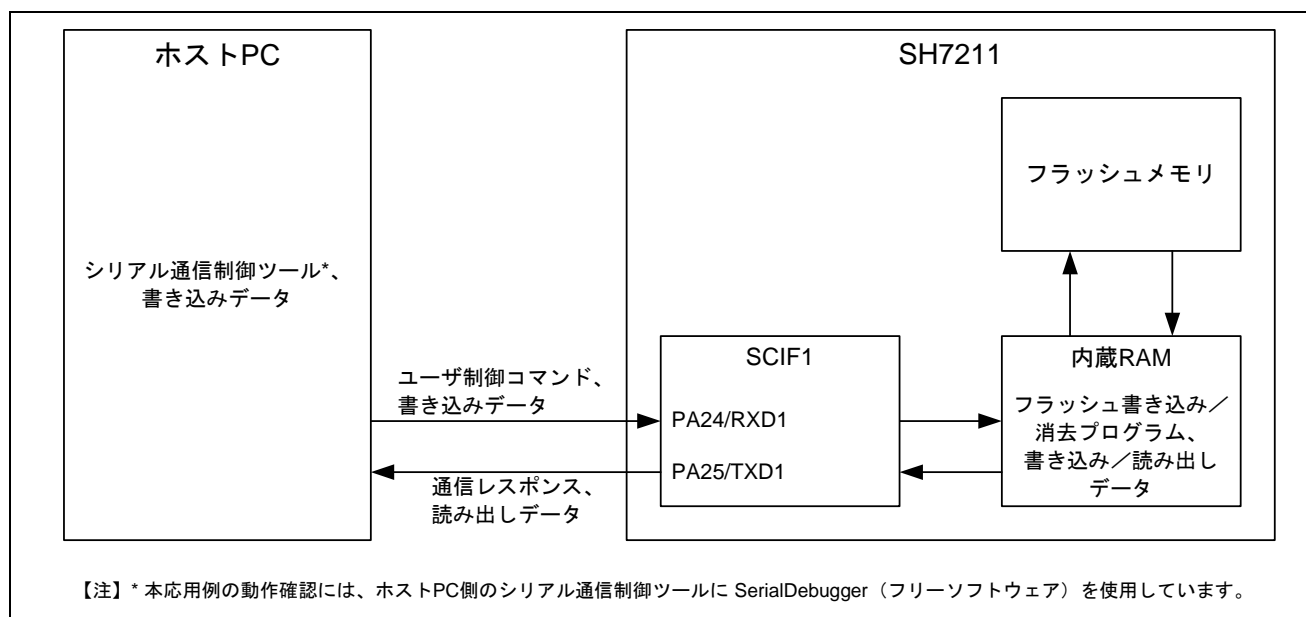 ホストPC
シリアル通信制御ツール*、
書き込みデータ
ユーザ制御コマンド、
書き込みデータ
通信レスポンス、
読み出しデータ
SH7211
フラッシュメモリ
SCIF1
PA24/RXD1
PA25/TXD1
内蔵RAM
フラッシュ書き込み／
消去プログラム、
書き込み／読み出し
データ
【注】* 本応用例の動作確認には、ホストPC側のシリアル通信制御ツールに SerialDebugger（フリーソフトウェア）を使用しています。